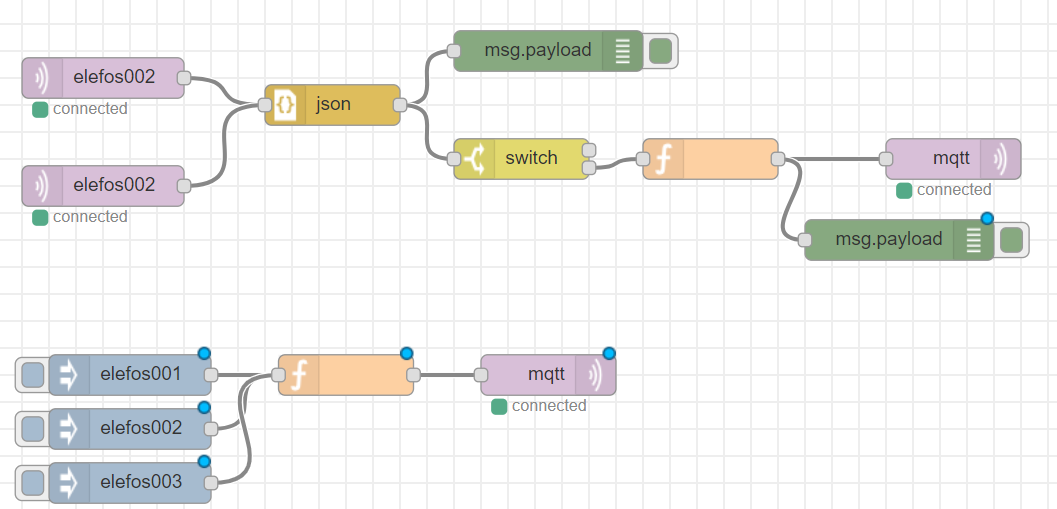 msg.payload
elefos002
connected
json
switch
mqtt
connected
elefos002
connected
msg.payload
elefos001
mqtt
connected
elefos002
elefos003